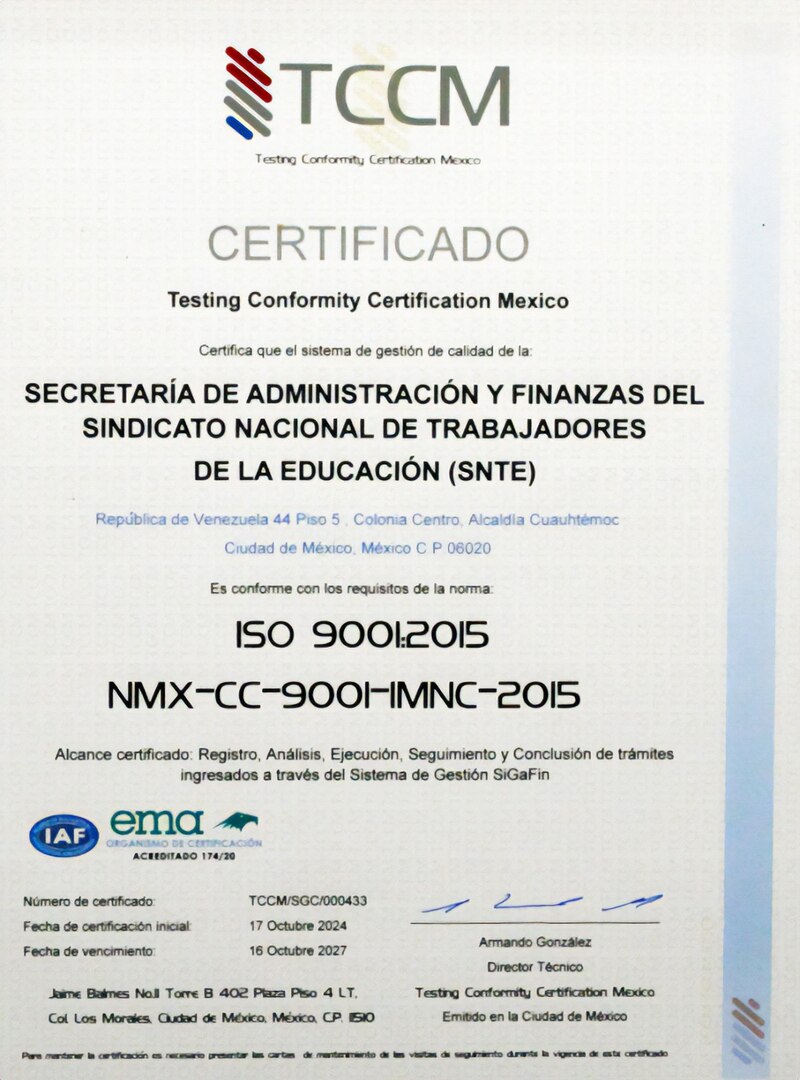 TCCM
Testing Conformity Certification Mexico
CERTIFICADO
Testing Conformity Certification Mexico
Certifica que el sistema de gestión de calidad de la:
SECRETARÍA DE ADMINISTRACIÓN Y FINANZAS DEL
SINDICATO NACIONAL DE TRABAJADORES
DE LA EDUCACIÓN (SNTE)
República de Venezuela 44 Piso 5 , Colonia Centro, Alcaldía Cuauhtémoc
Ciudad de México, México C P 06020
Es conforme con los requisitos de la norma:
ISO 9001:2015
NMX-CC-9001-IMNC-2015
Alcance certificado: Registro, Análisis, Ejecución, Seguimiento y Conclusión de trámites
ingresados a través del Sistema de Gestión SiGaFin
IAF
ema
ORGANISMO DE CERTIFICACIÓN
ACREDITADO 174/20
Número de certificado: TCCM/SGC/000433
Fecha de certificación inicial: 17 Octubre 2024
Fecha de vencimiento: 16 Octubre 2027
Armando González
Director Técnico
Testing Conformity Certification Mexico
Emitido en la Ciudad de México
Jaime Balmes No.11 Torre B 402 Plaza Piso 4 LT,
Col. Los Morales, Ciudad de México, México, C.P. 11510
Para mantener la certificación es necesario presentar las cartas de mantenimiento de las visitas de seguimiento durante la vigencia de este certificado